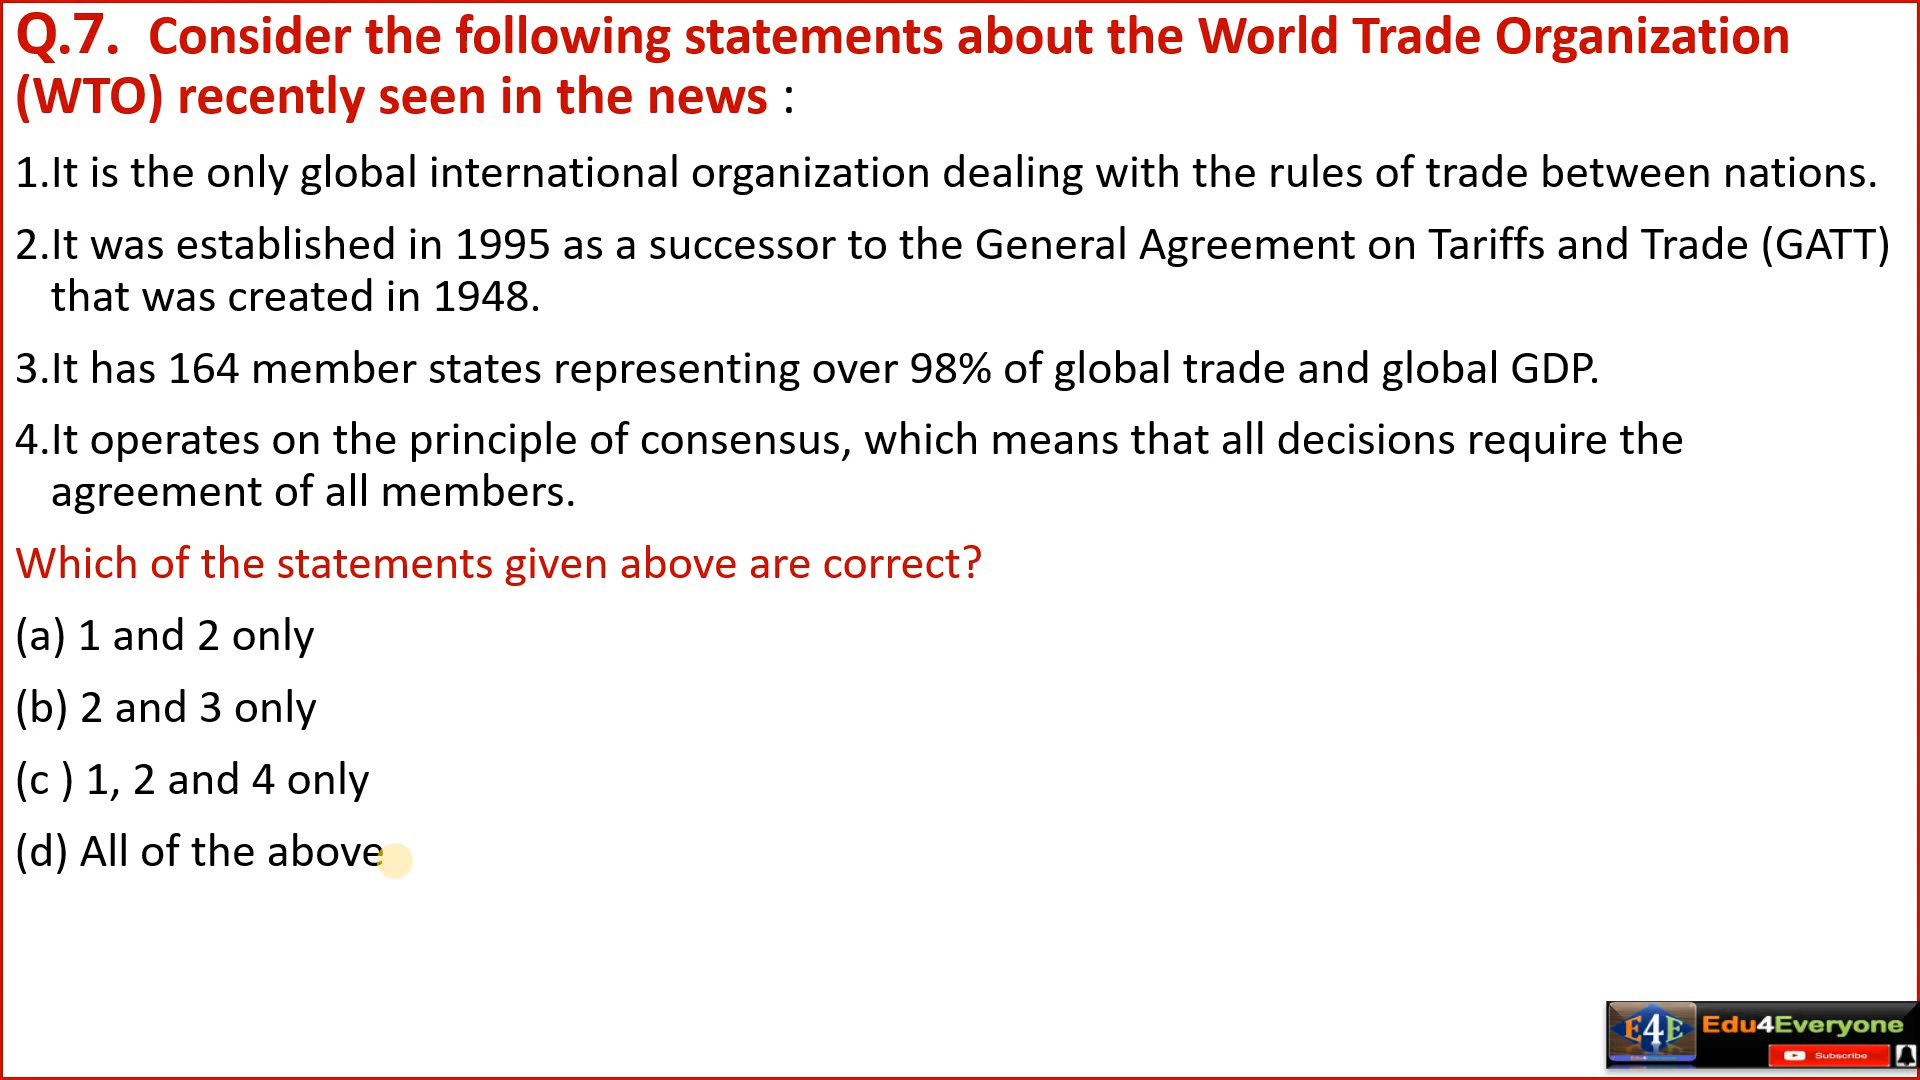 Q.7. Consider the following statements about the World Trade Organization
(WTO) recently seen in the news :
1.It is the only global international organization dealing with the rules of trade between nations.
2.It was established in 1995 as a successor to the General Agreement on Tariffs and Trade (GATT)
that was created in 1948.
3.It has 164 member states representing over 98% of global trade and global GDP.
4.It operates on the principle of consensus, which means that all decisions require the
agreement of all members.
Which of the statements given above are correct?
(a) 1 and 2 only
(b) 2 and 3 only
(c ) 1, 2 and 4 only
(d) All of the above
E4E Edu4Everyone
Subscribe